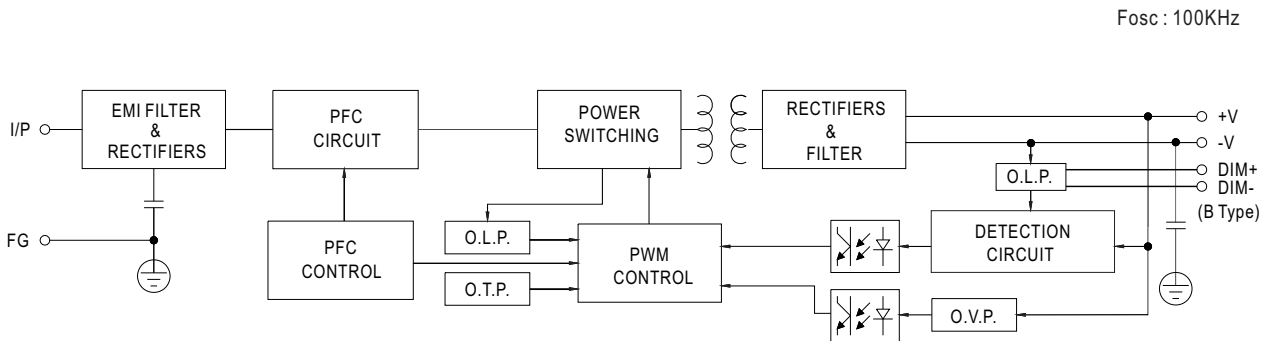 Fosc : 100KHz
I/P
EMI FILTER
&
RECTIFIERS
PFC
CIRCUIT
POWER
SWITCHING
RECTIFIERS
&
FILTER
+V
-V
DIM+
DIM-
(B Type)
O.L.P.
FG
PFC
CONTROL
O.L.P.
O.T.P.
PWM
CONTROL
DETECTION
CIRCUIT
O.V.P.